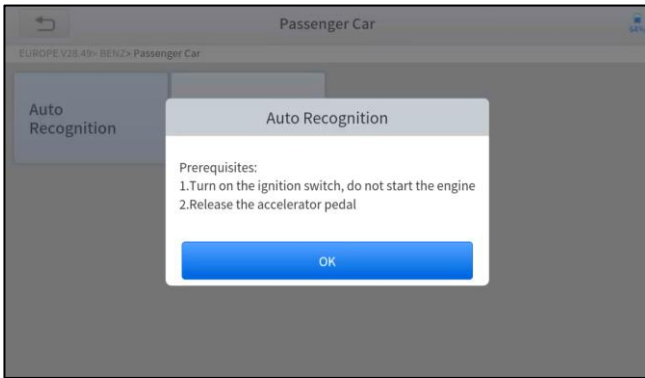 Passenger Car
68%
EUROPE V28.49> BENZ> Passenger Car
Auto
Recognition
Auto Recognition
Prerequisites:
1.Turn on the ignition switch, do not start the engine
2.Release the accelerator pedal
OK